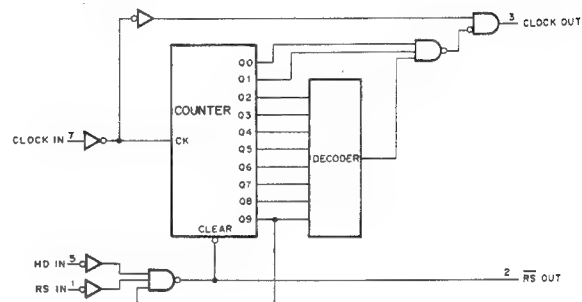 3 CLOCK OUT
Q0
Q1
COUNTER
Q2
Q3
Q4
CLOCK IN 7
CK
Q5
DECODER
Q6
Q7
Q8
CLEAR
Q9
HD IN 5
2 RS OUT
RS IN 1